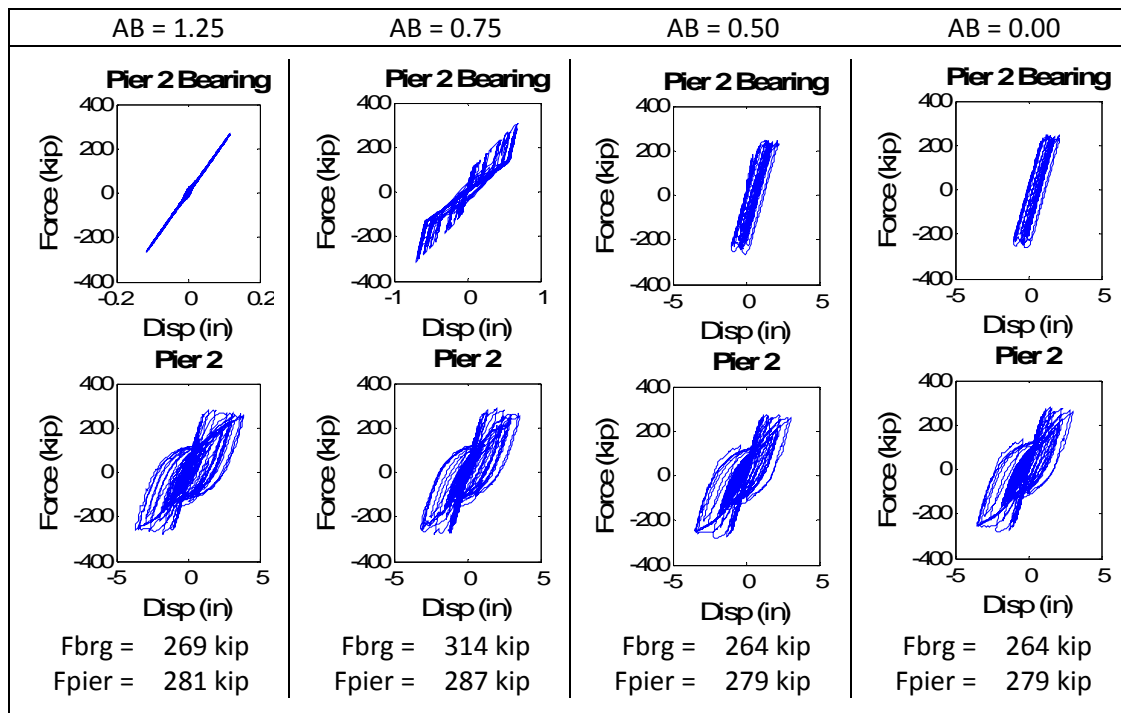 AB = 1.25 AB = 0.75 AB = 0.50 AB = 0.00
Pier 2 Bearing Pier 2 Bearing Pier 2 Bearing Pier 2 Bearing
400 400 400 400
200 200 200 200
Force (kip) Force (kip) Force (kip) Force (kip)
0 0 0 0
-200 -200 -200 -200
-400 -400 -400 -400
-0.2 0 0.2 -1 0 1 -5 0 5 -5 0 5
Disp (in) Disp (in) Disp (in) Disp (in)
Pier 2 Pier 2 Pier 2 Pier 2
400 400 400 400
200 200 200 200
Force (kip) Force (kip) Force (kip) Force (kip)
0 0 0 0
-200 -200 -200 -200
-400 -400 -400 -400
-5 0 5 -5 0 5 -5 0 5 -5 0 5
Disp (in) Disp (in) Disp (in) Disp (in)
Fbrg = 269 kip Fbrg = 314 kip Fbrg = 264 kip Fbrg = 264 kip
Fpier = 281 kip Fpier = 287 kip Fpier = 279 kip Fpier = 279 kip